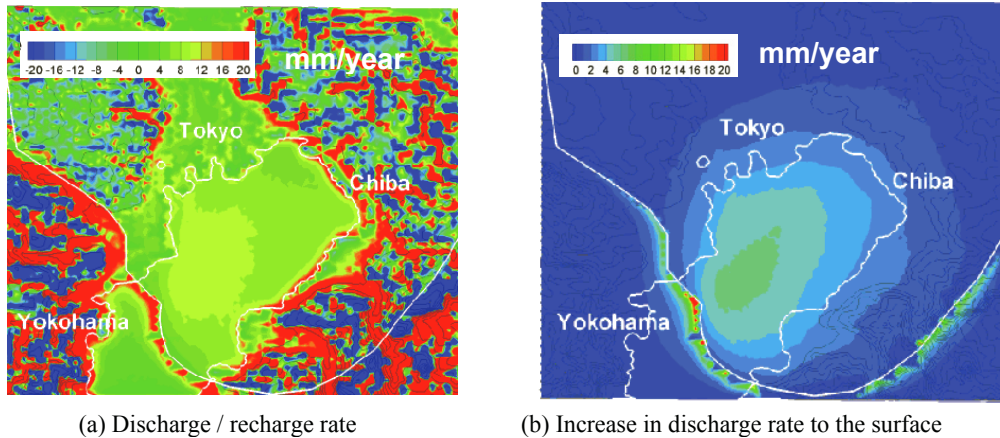 -20 -16 -12 -8 -4 0 4 8 12 16 20
mm/year
Tokyo
Chiba
Yokohama
(a) Discharge / recharge rate
0 2 4 6 8 10 12 14 16 18 20
mm/year
Tokyo
Chiba
Yokohama
(b) Increase in discharge rate to the surface